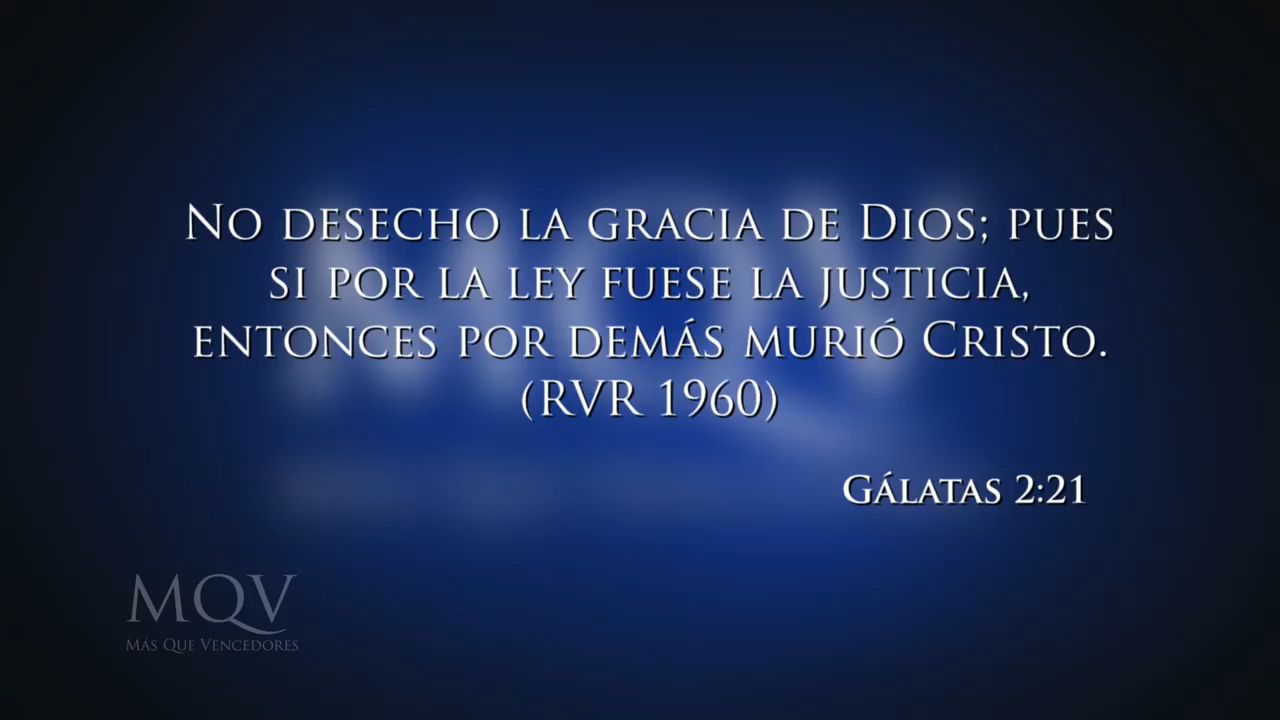 No desecho la gracia de Dios; pues
si por la ley fuese la justicia,
entonces por demás murió Cristo.
(RVR 1960)
Gálatas 2:21
MQV
Más Que Vencedores